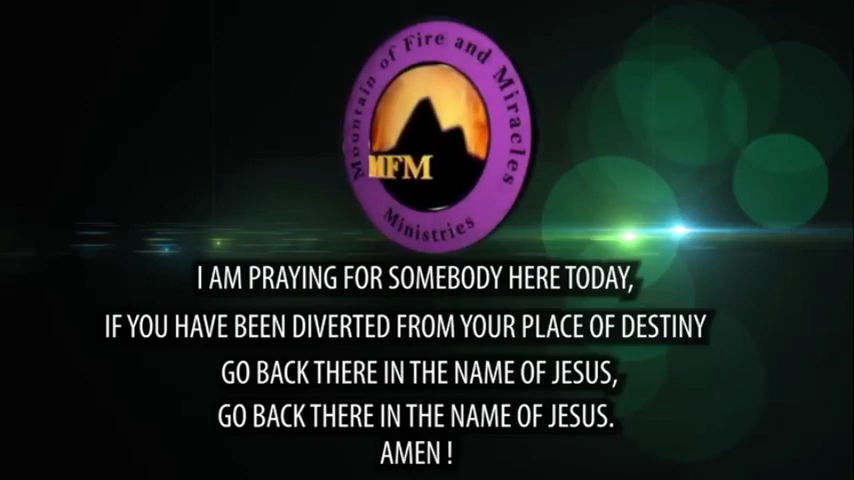 Mountain of Fire and Miracles
MFM
Ministries
I AM PRAYING FOR SOMEBODY HERE TODAY,
IF YOU HAVE BEEN DIVERTED FROM YOUR PLACE OF DESTINY
GO BACK THERE IN THE NAME OF JESUS,
GO BACK THERE IN THE NAME OF JESUS.
AMEN !